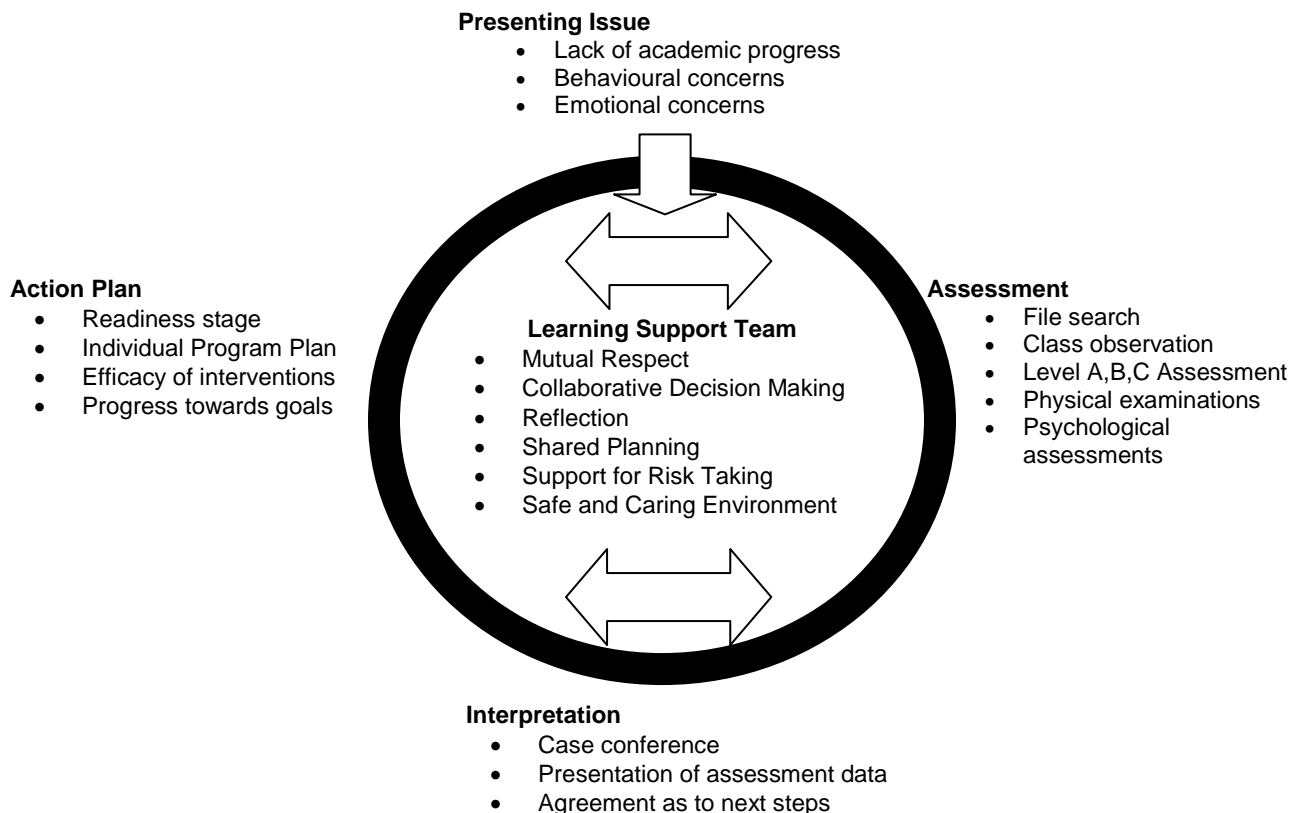 Presenting Issue
• Lack of academic progress
• Behavioural concerns
• Emotional concerns
Action Plan
• Readiness stage
• Individual Program Plan
• Efficacy of interventions
• Progress towards goals
Learning Support Team
• Mutual Respect
• Collaborative Decision Making
• Reflection
• Shared Planning
• Support for Risk Taking
• Safe and Caring Environment
Assessment
• File search
• Class observation
• Level A,B,C Assessment
• Physical examinations
• Psychological
assessments
Interpretation
• Case conference
• Presentation of assessment data
• Agreement as to next steps